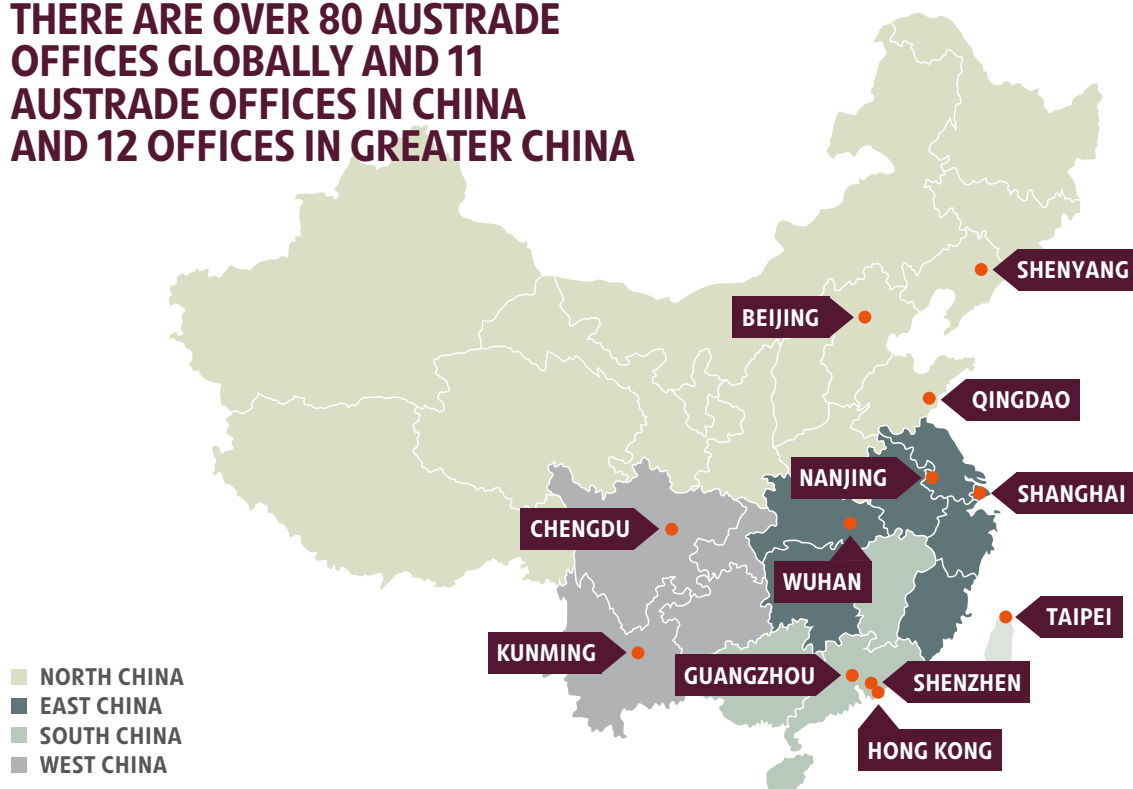 THERE ARE OVER 80 AUSTRADE
OFFICES GLOBALLY AND 11
AUSTRADE OFFICES IN CHINA
AND 12 OFFICES IN GREATER CHINA
SHENYANG
BEIJING
QINGDAO
NANJING
SHANGHAI
CHENGDU
WUHAN
TAIPEI
KUNMING
GUANGZHOU
SHENZHEN
HONG KONG
NORTH CHINA
EAST CHINA
SOUTH CHINA
WEST CHINA